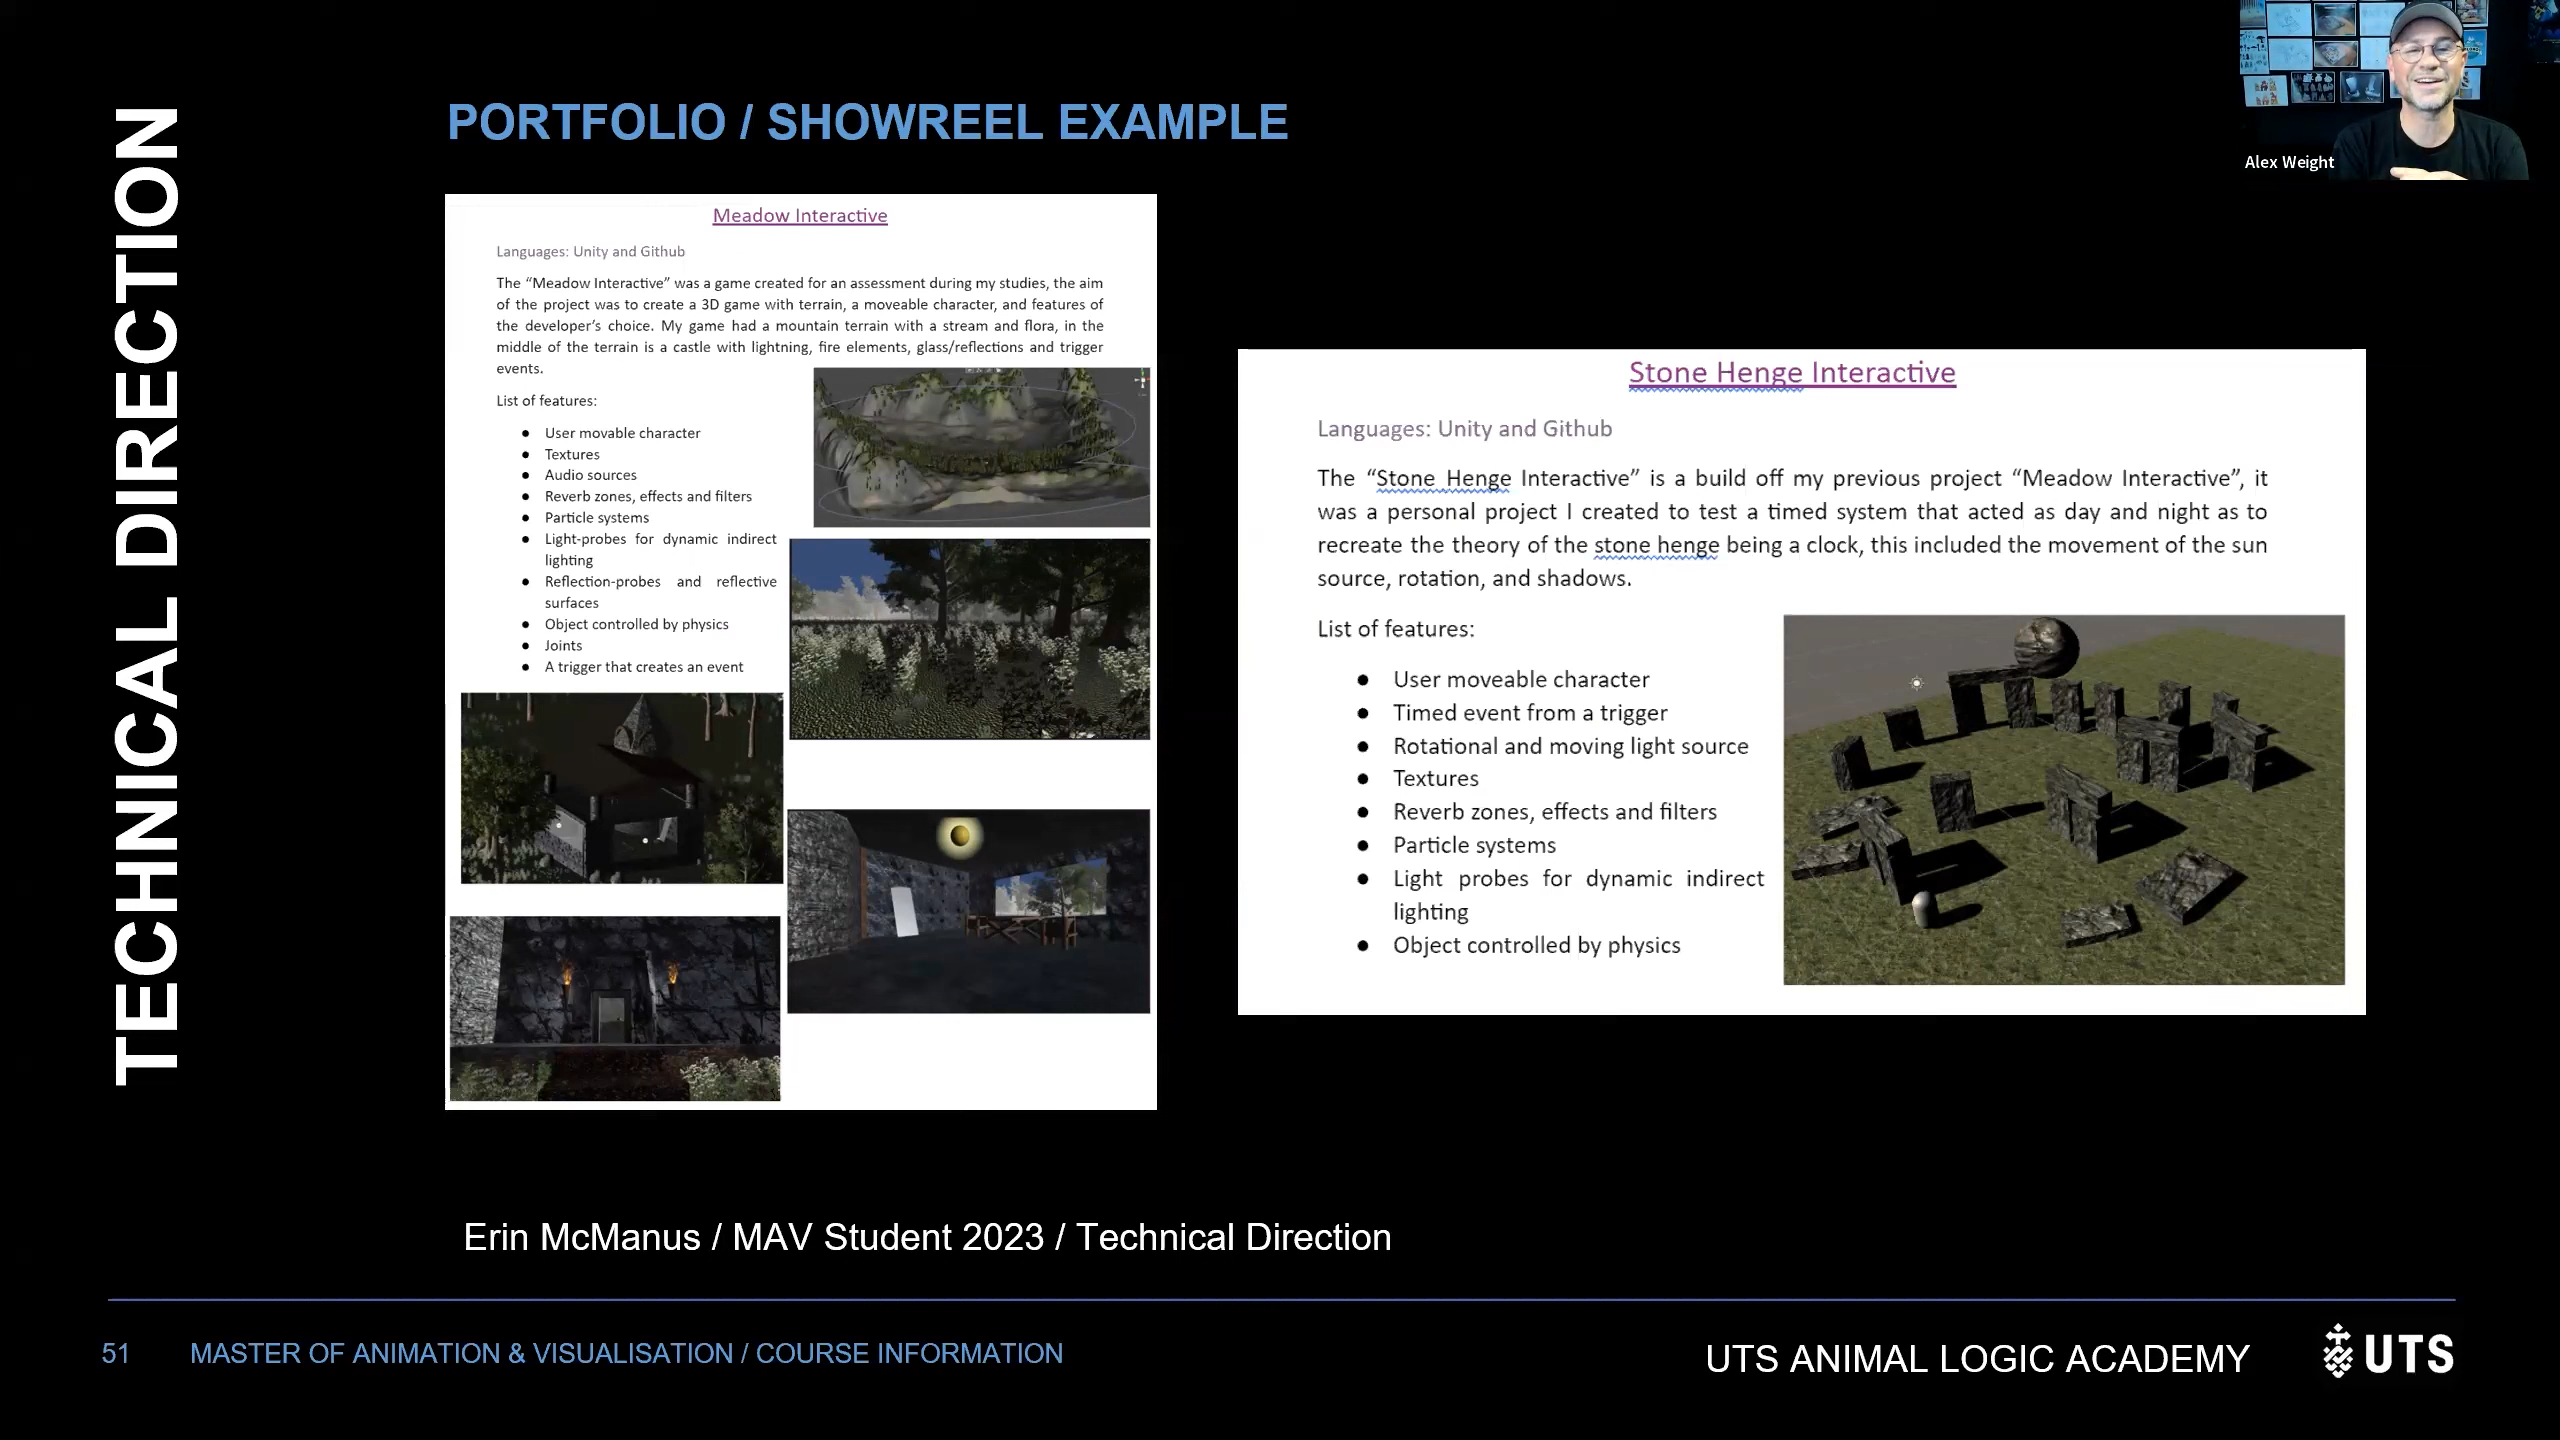 TECHNICAL DIRECTION
PORTFOLIO / SHOWREEL EXAMPLE
Alex Weight
Meadow Interactive
Languages: Unity and Github
The “Meadow Interactive” was a game created for an assessment during my studies, the aim
of the project was to create a 3D game with terrain, a moveable character, and features of
the developer’s choice. My game had a mountain terrain with a stream and flora, in the
middle of the terrain is a castle with lightning, fire elements, glass/reflections and trigger
events.
List of features:
● User movable character
● Textures
● Audio sources
● Reverb zones, effects and filters
● Particle systems
● Light-probes for dynamic indirect
lighting
● Reflection-probes and reflective
surfaces
● Object controlled by physics
● Joints
● A trigger that creates an event
Stone Henge Interactive
Languages: Unity and Github
The “Stone Henge Interactive” is a build off my previous project “Meadow Interactive”, it
was a personal project I created to test a timed system that acted as day and night as to
recreate the theory of the stone henge being a clock, this included the movement of the sun
source, rotation, and shadows.
List of features:
● User moveable character
● Timed event from a trigger
● Rotational and moving light source
● Textures
● Reverb zones, effects and filters
● Particle systems
● Light probes for dynamic indirect
lighting
● Object controlled by physics
Erin McManus / MAV Student 2023 / Technical Direction
51 MASTER OF ANIMATION & VISUALISATION / COURSE INFORMATION
UTS ANIMAL LOGIC ACADEMY
UTS